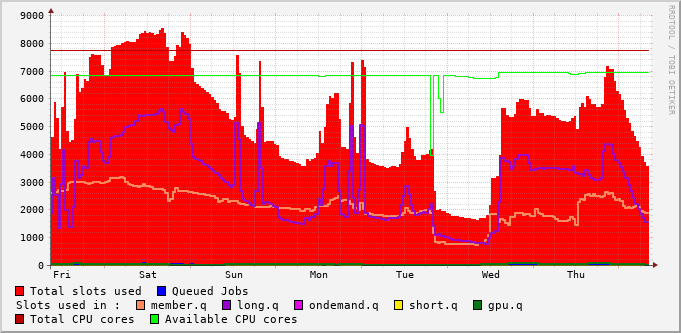 RRDTOOL / TOBI OETIKER
9000
8000
7000
6000
5000
4000
3000
2000
1000
0
Fri Sat Sun Mon Tue Wed Thu
Total slots used Queued Jobs
Slots used in : member.q long.q ondemand.q short.q gpu.q
Total CPU cores Available CPU cores